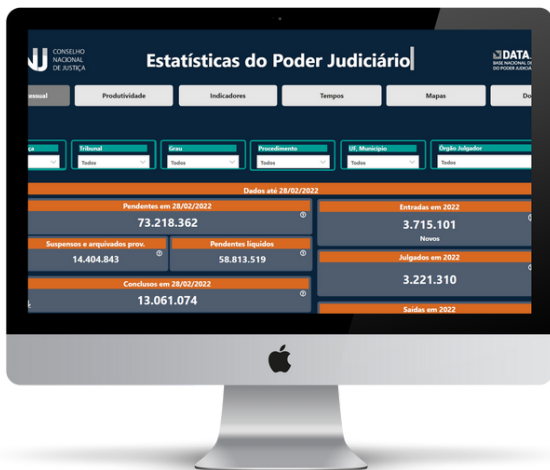 CONSELHO
NACIONAL
DE JUSTIÇA
Estatísticas do Poder Judiciário
DATA
BASE NACIONAL DE
DO PODER JUDICIÁ
essual Produtividade Indicadores Tempos Mapas Do
ça Tribunal Grau Procedimento UF, Município Órgão Julgador
Todos Todos Todos Todos Todos
Dados até 28/02/2022
Pendentes em 28/02/2022 Entradas em 2022
73.218.362 3.715.101
Novos
Suspensos e arquivados prov. Pendentes líquidos Julgados em 2022
14.404.843 58.813.519 3.221.310
Conclusos em 28/02/2022
13.061.074 Saídas em 2022